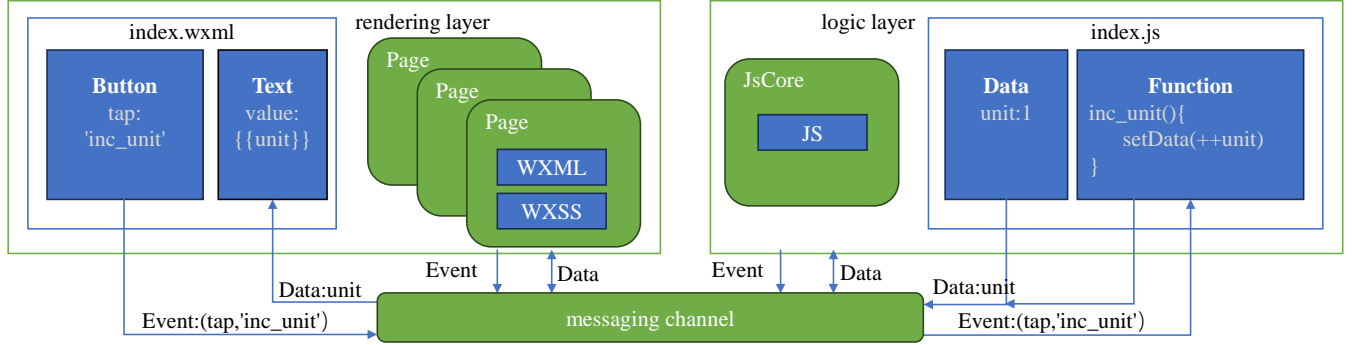 rendering layer
index.wxml
Button
tap:
'inc_unit'
Text
value:
{{unit}}
Page
Page
Page
WXML
WXSS
logic layer
JsCore
JS
index.js
Data
unit:1
Function
inc_unit(){
setData(++unit)
}
Event
Data
Event
Data
Data:unit
Data:unit
Event:(tap,'inc_unit')
messaging channel
Event:(tap,'inc_unit')